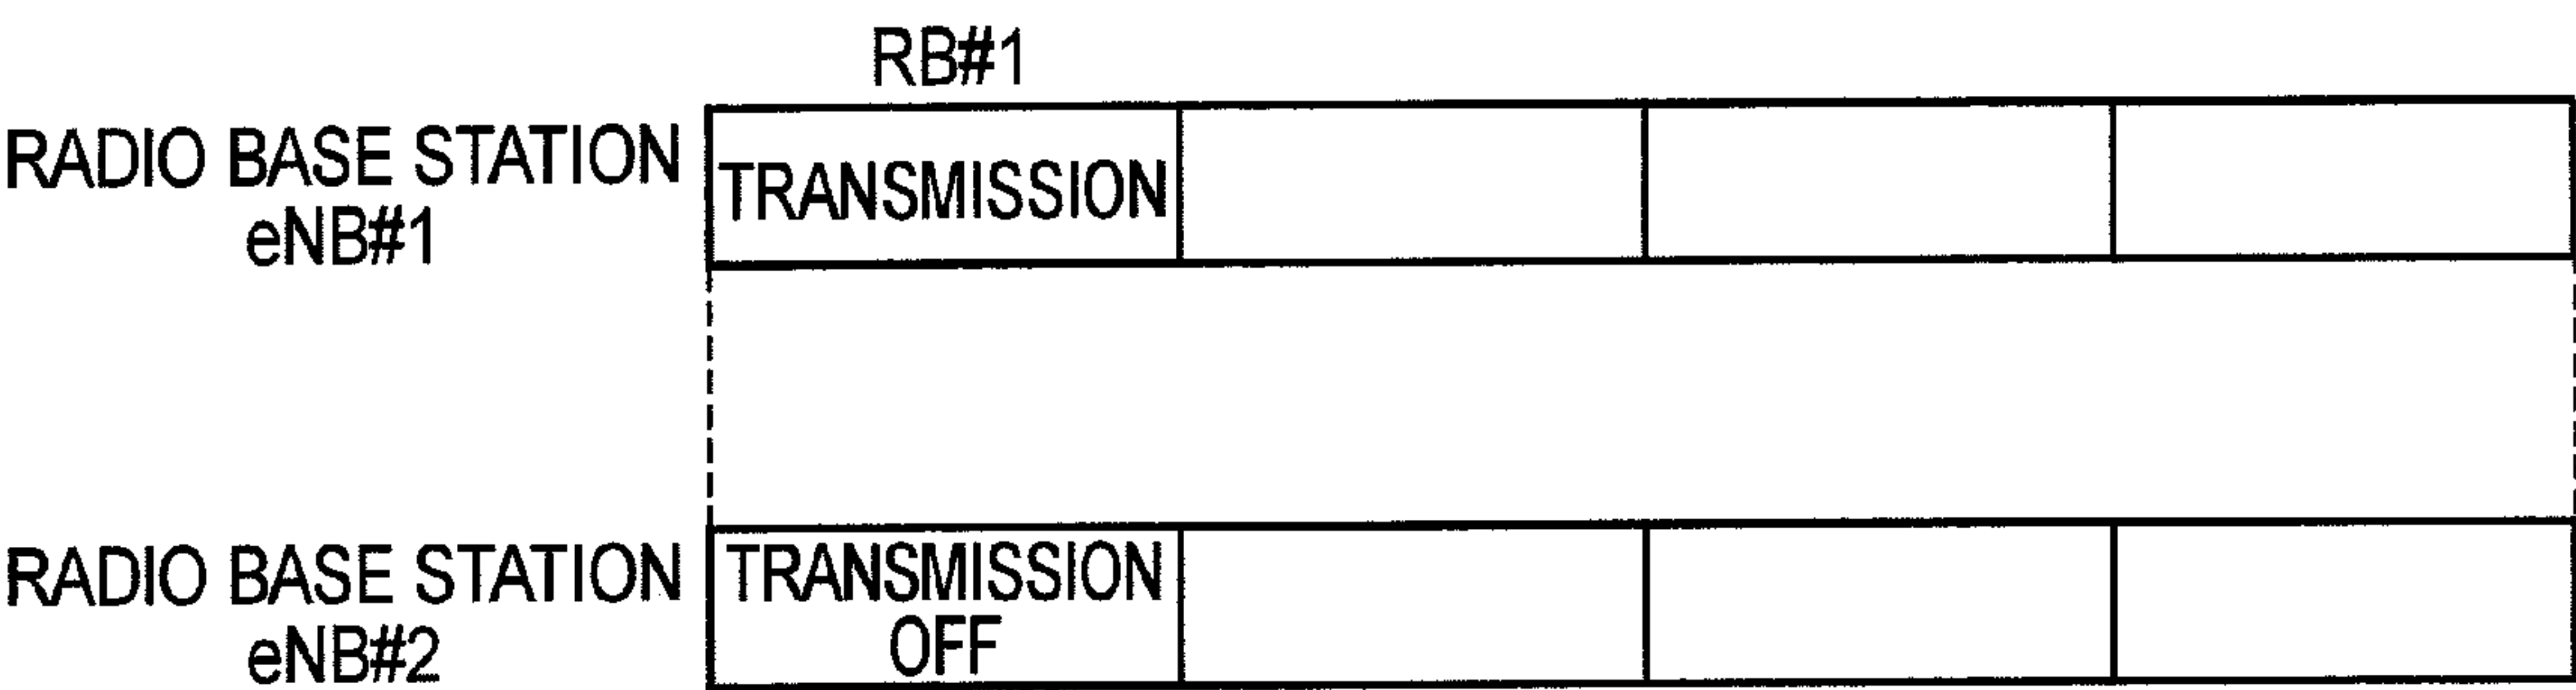 RB#1
RADIO BASE STATION
eNB#1
TRANSMISSION
RADIO BASE STATION
eNB#2
TRANSMISSION
OFF